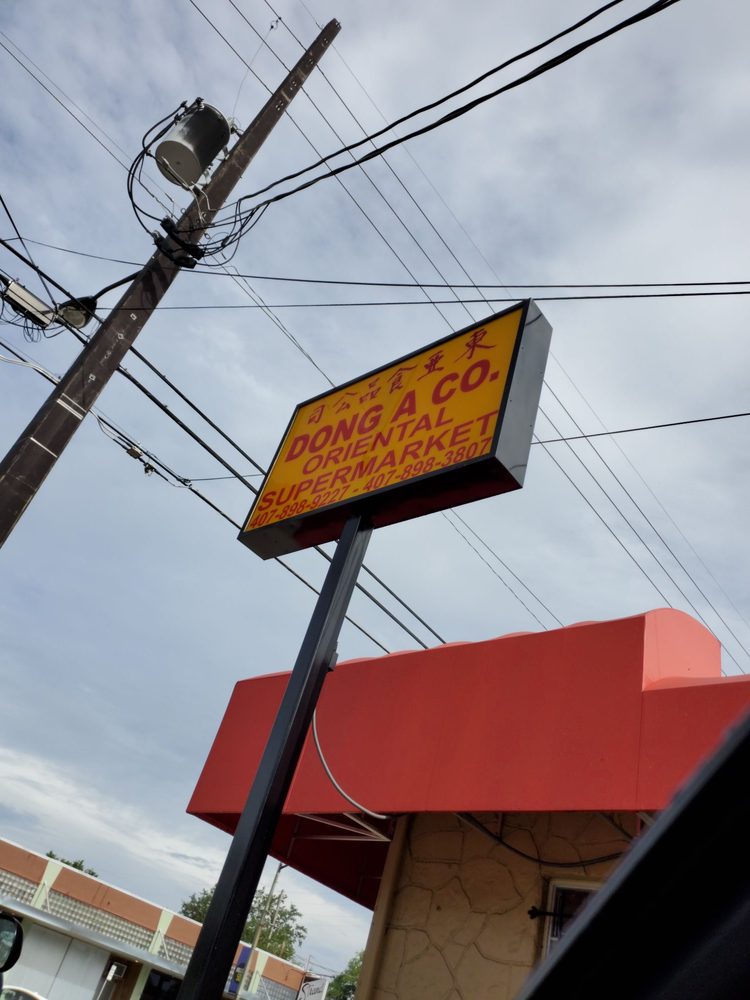 東亞食品公司
DONG A CO.
ORIENTAL
SUPERMARKET
407-898-9227 - 407-898-3807